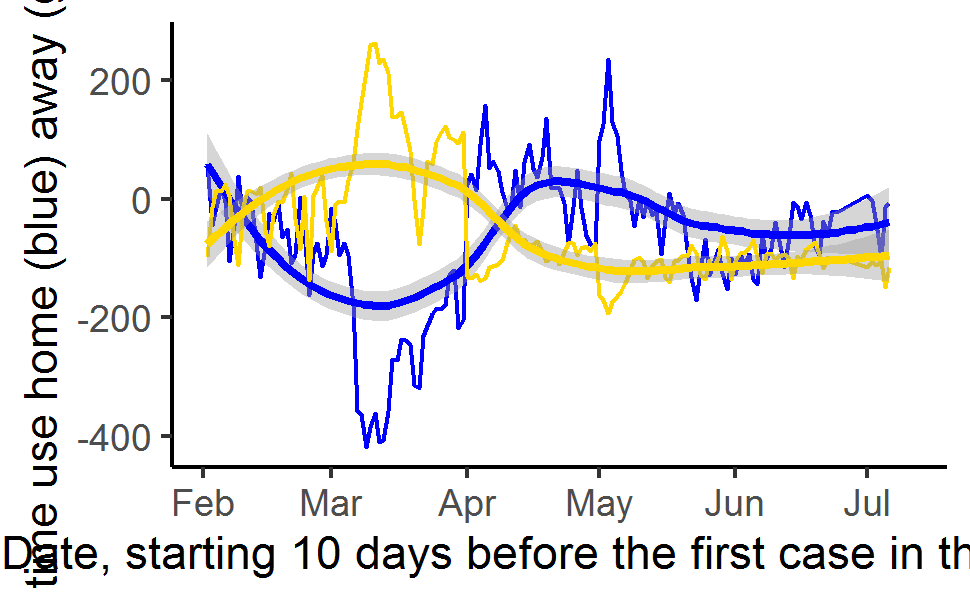 time use home (blue) away (
200
0
-200
-400
Feb Mar Apr May Jun Jul
Date, starting 10 days before the first case in th